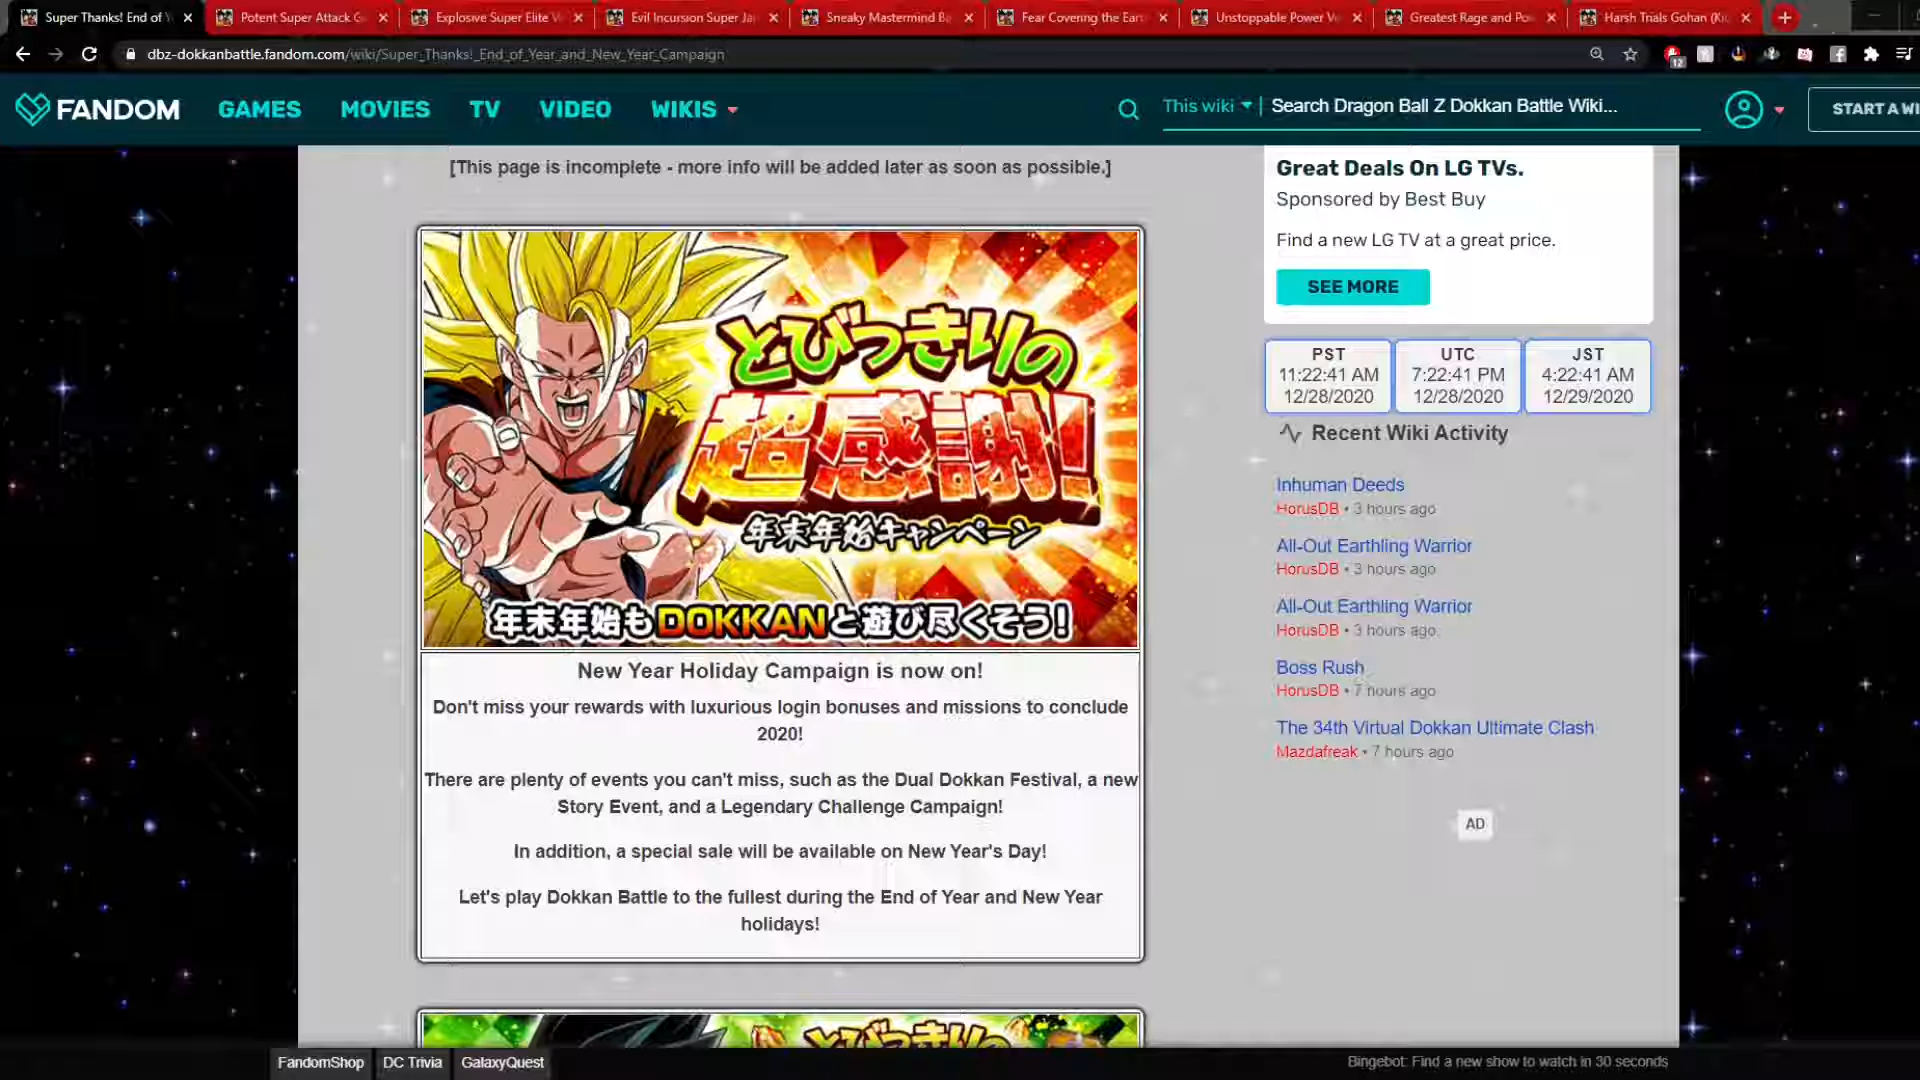 Super Thanks! End of Y
Potent Super Attack G
Explosive Super Elite V
Evil Incursion Super Ja
Sneaky Mastermind B
Fear Covering the Eart
Unstoppable Power V
Greatest Rage and Po
Harsh Trials Gohan (Ki
dbz-dokkanbattle.fandom.com/wiki/Super_Thanks!_End_of_Year_and_New_Year_Campaign
12
FANDOM
GAMES
MOVIES
TV
VIDEO
WIKIS
This wiki
Search Dragon Ball Z Dokkan Battle Wiki...
START A WI
[This page is incomplete - more info will be added later as soon as possible.]
とびっきりの
超感謝!
年末年始キャンペーン
年末年始もDOKKANと遊び尽くそう!
New Year Holiday Campaign is now on!
Don't miss your rewards with luxurious login bonuses and missions to conclude
2020!
There are plenty of events you can't miss, such as the Dual Dokkan Festival, a new
Story Event, and a Legendary Challenge Campaign!
In addition, a special sale will be available on New Year's Day!
Let's play Dokkan Battle to the fullest during the End of Year and New Year
holidays!
とびっきりの
Great Deals On LG TVs.
Sponsored by Best Buy
Find a new LG TV at a great price.
SEE MORE
PST
11:22:41 AM
12/28/2020
UTC
7:22:41 PM
12/28/2020
JST
4:22:41 AM
12/29/2020
Recent Wiki Activity
Inhuman Deeds
HorusDB • 3 hours ago
All-Out Earthling Warrior
HorusDB • 3 hours ago
All-Out Earthling Warrior
HorusDB • 3 hours ago
Boss Rush
HorusDB • 7 hours ago
The 34th Virtual Dokkan Ultimate Clash
Mazdafreak • 7 hours ago
AD
FandomShop
DC Trivia
GalaxyQuest
Bingebot: Find a new show to watch in 30 seconds